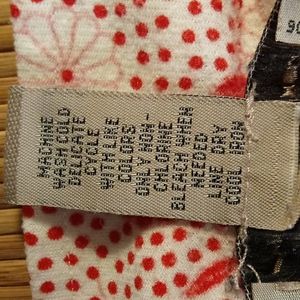 MACHINE
WASH COLD
DELICATE
CYCLE
WITH LIKE
COLORS
ONLY NON-
CHLORINE
BLEACH WHEN
NEEDED
LINE DRY
COOL IRON